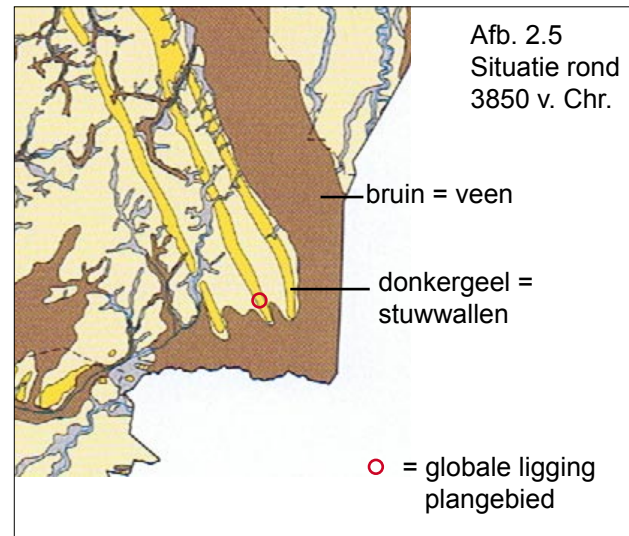 Afb. 2.5
Situatie rond
3850 v. Chr.
bruin = veen
donkergeel =
stuwwallen
= globale ligging
plangebied